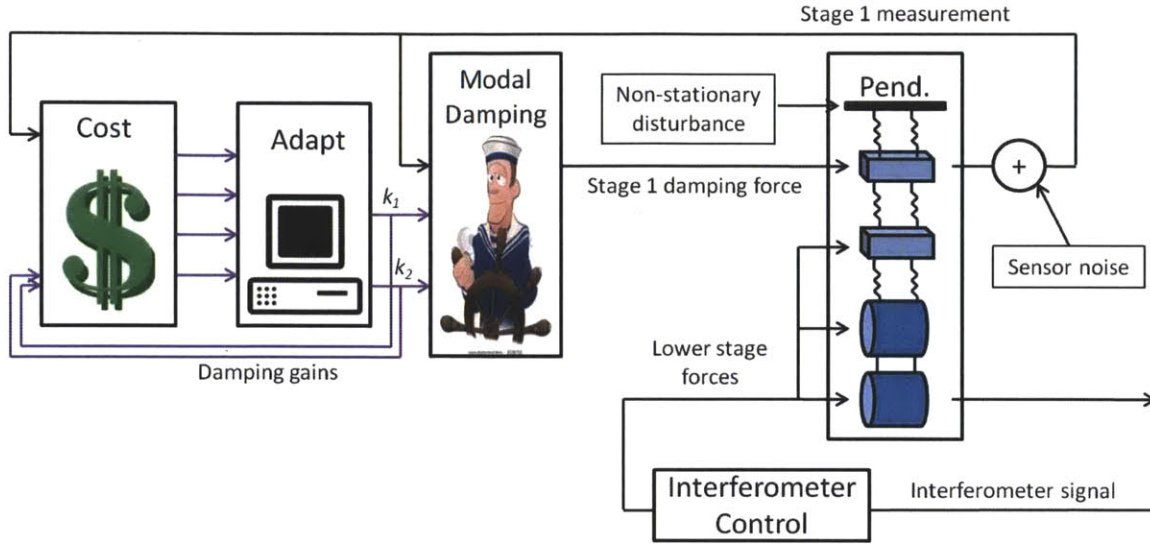 Stage 1 measurement
Cost
Adapt
Modal
Damping
Non-stationary
disturbance
Pend.
+
Stage 1 damping force
k1
k2
Sensor noise
Damping gains
Lower stage
forces
Interferometer
Control
Interferometer signal